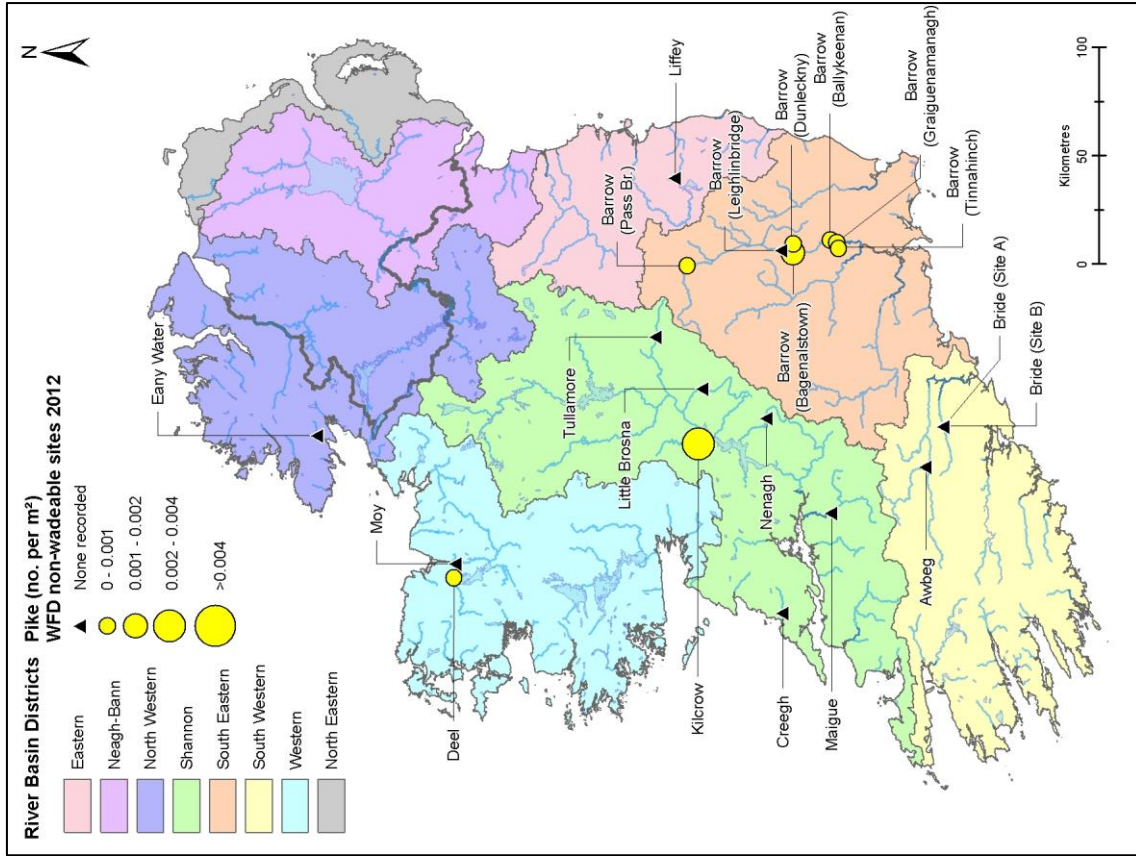 River Basin Districts
Eastern
Neagh-Bann
North Western
Shannon
South Eastern
South Western
Western
North Eastern
Pike (no. per m²)
WFD non-wadeable sites 2012
None recorded
0 - 0.001
0.001 - 0.002
0.002 - 0.004
>0.004
N
Eany Water
Moy
Deel
Tullamore
Little Brosna
Kilcrow
Nenagh
Creegh
Maigue
Awbeg
Bride (Site A)
Bride (Site B)
Liffey
Barrow
(Pass Br.)
Barrow
(Leighlinbridge)
Barrow
(Bagenalstown)
Barrow
(Dunleckny)
Barrow
(Ballykeenan)
Barrow
(Graiguenamanagh)
Barrow
(Tinnahinch)
0
50
100
Kilometres